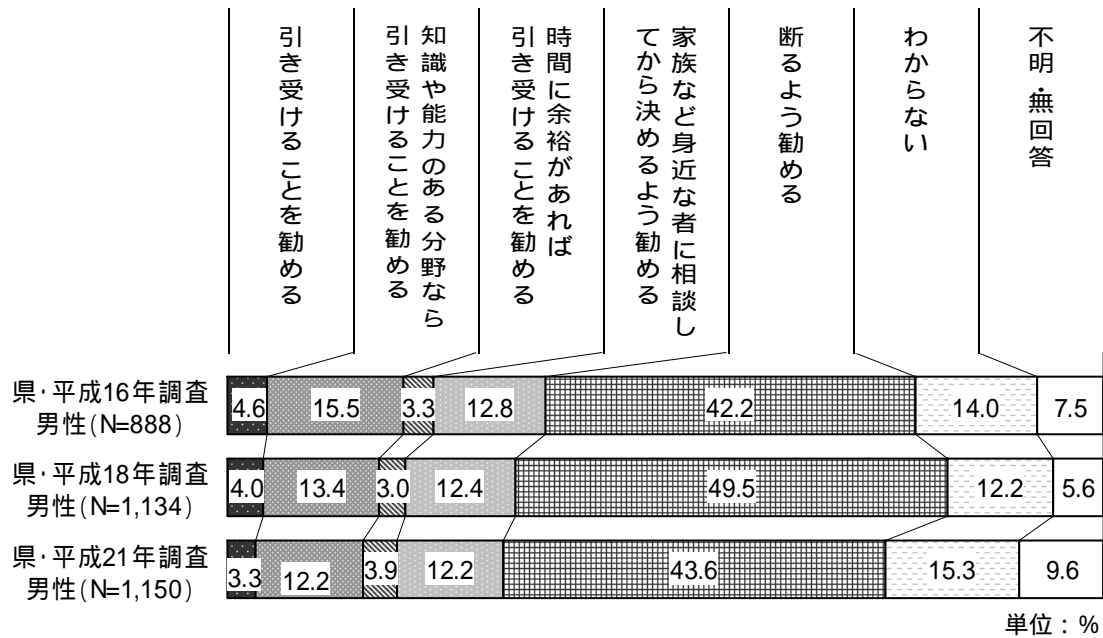 引き受けることを勧める
知識や能力のある分野なら
引き受けることを勧める
時間に余裕があれば
引き受けることを勧める
家族など身近な者に相談し
てから決めるよう勧める
断るよう勧める
わからない
不明・無回答
県・平成16年調査
男性(N=888)
4.6 15.5 3.3 12.8 42.2 14.0 7.5
県・平成18年調査
男性(N=1,134)
4.0 13.4 3.0 12.4 49.5 12.2 5.6
県・平成21年調査
男性(N=1,150)
3.3 12.2 3.9 12.2 43.6 15.3 9.6
単位：%